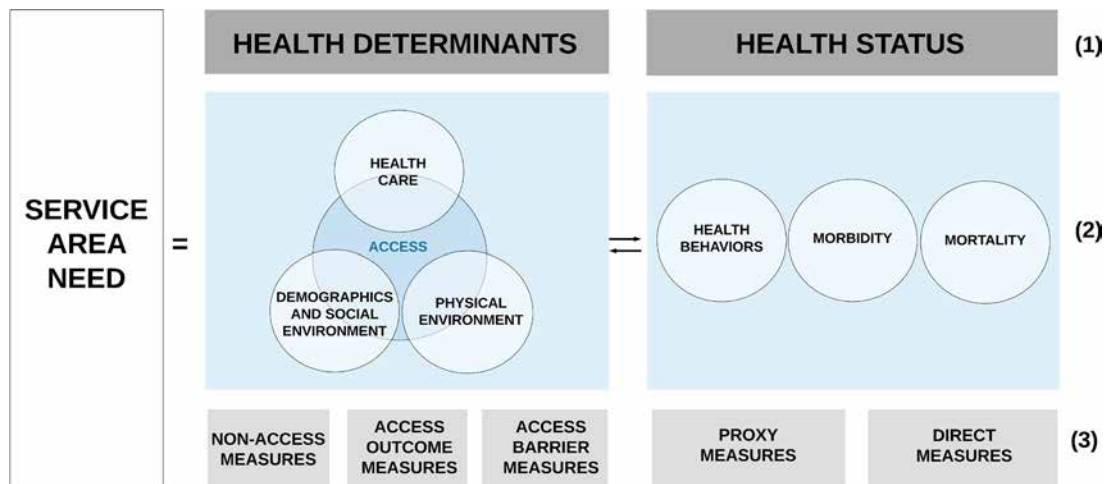 HEALTH DETERMINANTS
HEALTH STATUS
(1)
SERVICE
AREA
NEED
=
HEALTH
CARE
ACCESS
DEMOGRAPHICS
AND SOCIAL
ENVIRONMENT
PHYSICAL
ENVIRONMENT
HEALTH
BEHAVIORS
MORBIDITY
MORTALITY
(2)
NON-ACCESS
MEASURES
ACCESS
OUTCOME
MEASURES
ACCESS
BARRIER
MEASURES
PROXY
MEASURES
DIRECT
MEASURES
(3)